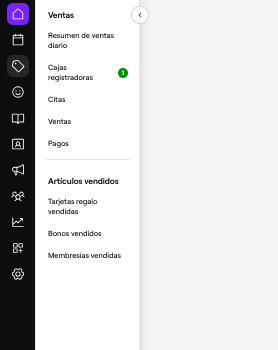 Ventas
Resumen de ventas
diario
Cajas
registradoras
1
Citas
Ventas
Pagos
Artículos vendidos
Tarjetas regalo
vendidas
Bonos vendidos
Membresías vendidas